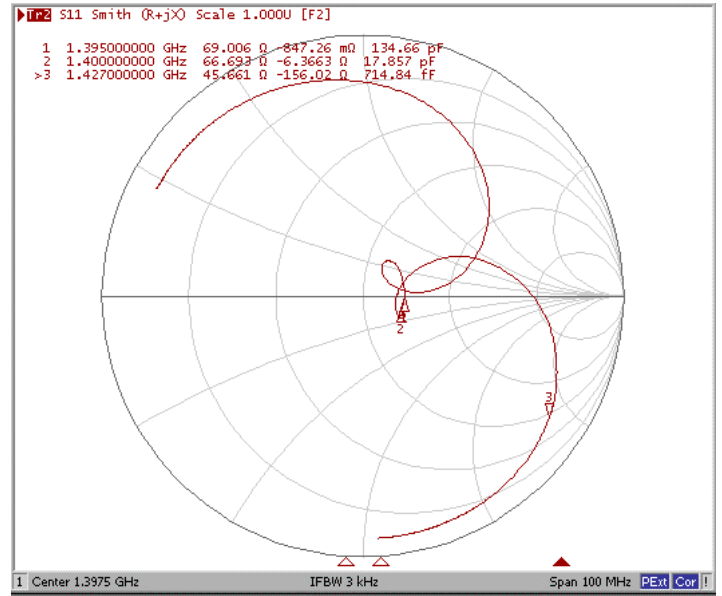 Tr2 S11 Smith (R+jX) Scale 1.000U [F2]
1 1.395000000 GHz 69.006 Ω -847.26 mΩ 134.66 pF
2 1.400000000 GHz 66.693 Ω -6.3663 Ω 17.857 pF
>3 1.427000000 GHz 45.661 Ω -156.02 Ω 714.84 fF
2
3
1 Center 1.3975 GHz IFBW 3 kHz Span 100 MHz PExt Cor !